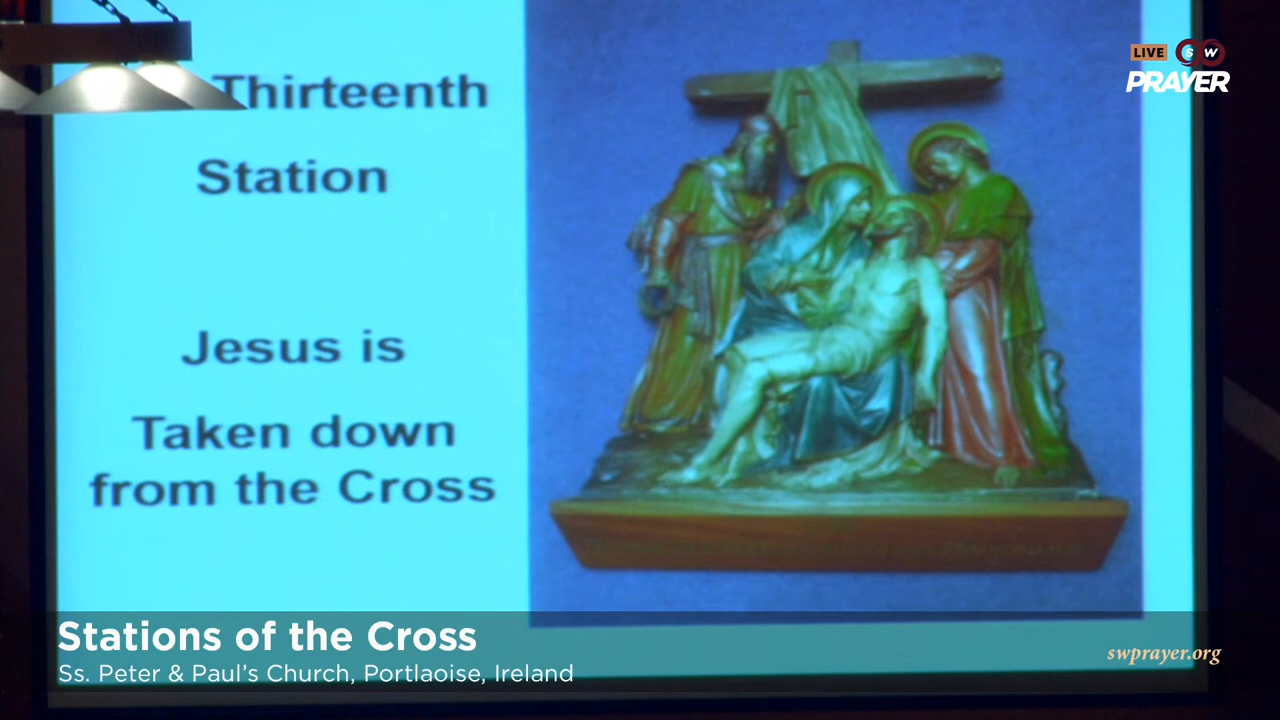 Thirteenth
Station
Jesus is
Taken down
from the Cross
LIVE
SW
PRAYER
Stations of the Cross
Ss. Peter & Paul's Church, Portlaoise, Ireland
swprayer.org